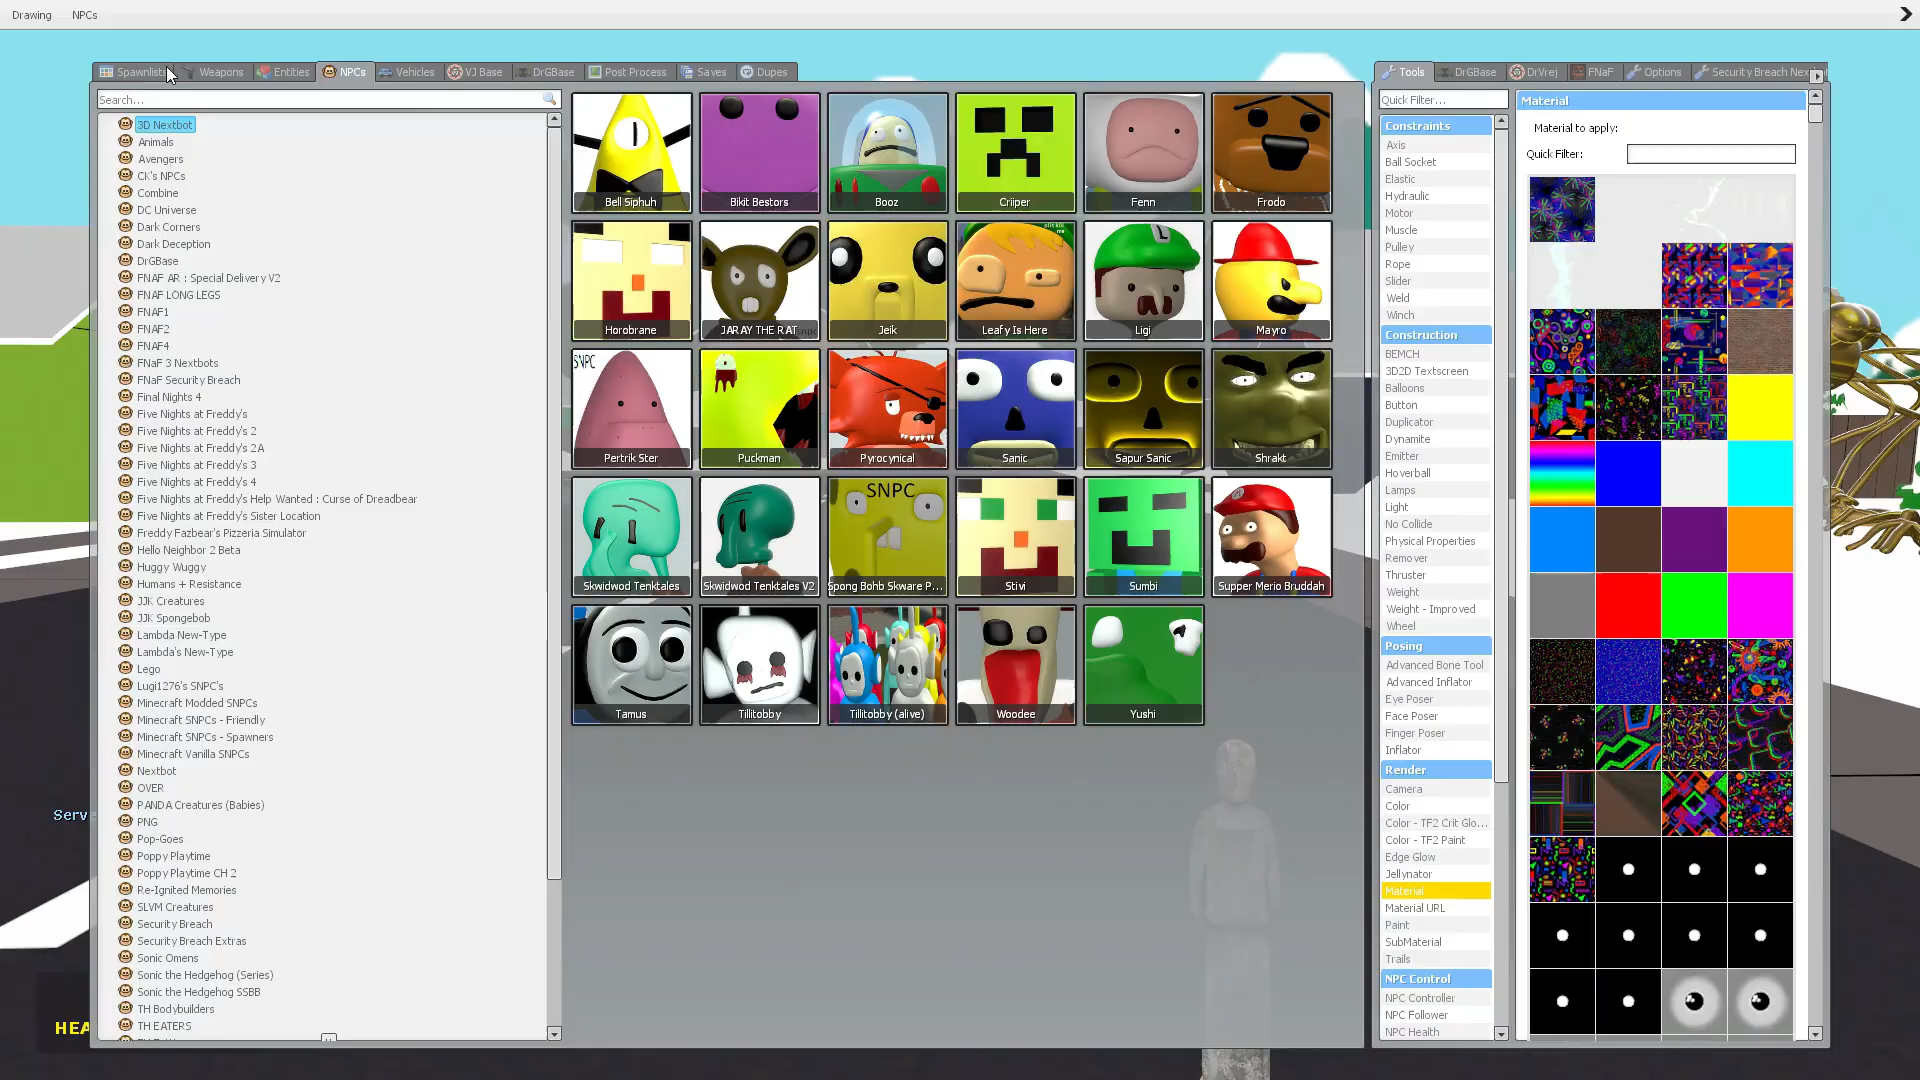 Drawing NPCs
Spawnlists Weapons Entities NPCs Vehicles VJ Base DrGBase Post Process Saves Dupes
Search...
3D Nextbot
Animals
Avengers
CK's NPCs
Combine
DC Universe
Dark Corners
Dark Deception
DrGBase
FNAF AR : Special Delivery V2
FNAF LONG LEGS
FNAF1
FNAF2
FNAF4
FNaF 3 Nextbots
FNaF Security Breach
Final Nights 4
Five Nights at Freddy's
Five Nights at Freddy's 2
Five Nights at Freddy's 2A
Five Nights at Freddy's 3
Five Nights at Freddy's 4
Five Nights at Freddy's Help Wanted : Curse of Dreadbear
Five Nights at Freddy's Sister Location
Freddy Fazbear's Pizzeria Simulator
Hello Neighbor 2 Beta
Huggy Wuggy
Humans + Resistance
JJK Creatures
JJK Spongebob
Lambda New-Type
Lambda's New-Type
Lego
Lugi1276's SNPC's
Minecraft Modded SNPCs
Minecraft SNPCs - Friendly
Minecraft SNPCs - Spawners
Minecraft Vanilla SNPCs
Nextbot
OVER
PANDA Creatures (Babies)
PNG
Pop-Goes
Poppy Playtime
Poppy Playtime CH 2
Re-Ignited Memories
SLVM Creatures
Security Breach
Security Breach Extras
Sonic Omens
Sonic the Hedgehog (Series)
Sonic the Hedgehog SSBB
TH Bodybuilders
TH EATERS
Bell Siphuh Bikit Bestors Booz Criiper Fenn Frodo
Horobrane JARAY THE RAT Jeik Leafy Is Here Ligi Mayro
SNPC
Pertrik Ster Puckman Pyrocynical Sanic Sapur Sanic Shrakt
SNPC
Skwidwod Tenktales Skwidwod Tenktales V2 Spong Bohb Skware P... Stivi Sumbi Supper Merio Bruddah
Tamus Tillitobby Tillitobby (alive) Woodee Yushi
Serv
HEA
Tools DrGBase DrVrej FNaF Options Security Breach Nex
Quick Filter...
Constraints
Axis
Ball Socket
Elastic
Hydraulic
Motor
Muscle
Pulley
Rope
Slider
Weld
Winch
Construction
BEMCH
3D2D Textscreen
Balloons
Button
Duplicator
Dynamite
Emitter
Hoverball
Lamps
Light
No Collide
Physical Properties
Remover
Thruster
Weight
Weight - Improved
Wheel
Posing
Advanced Bone Tool
Advanced Inflator
Eye Poser
Face Poser
Finger Poser
Inflator
Render
Camera
Color
Color - TF2 Crit Glo...
Color - TF2 Paint
Edge Glow
Jellynator
Material
Material URL
Paint
SubMaterial
Trails
NPC Control
NPC Controller
NPC Follower
NPC Health
Material
Material to apply:
Quick Filter: